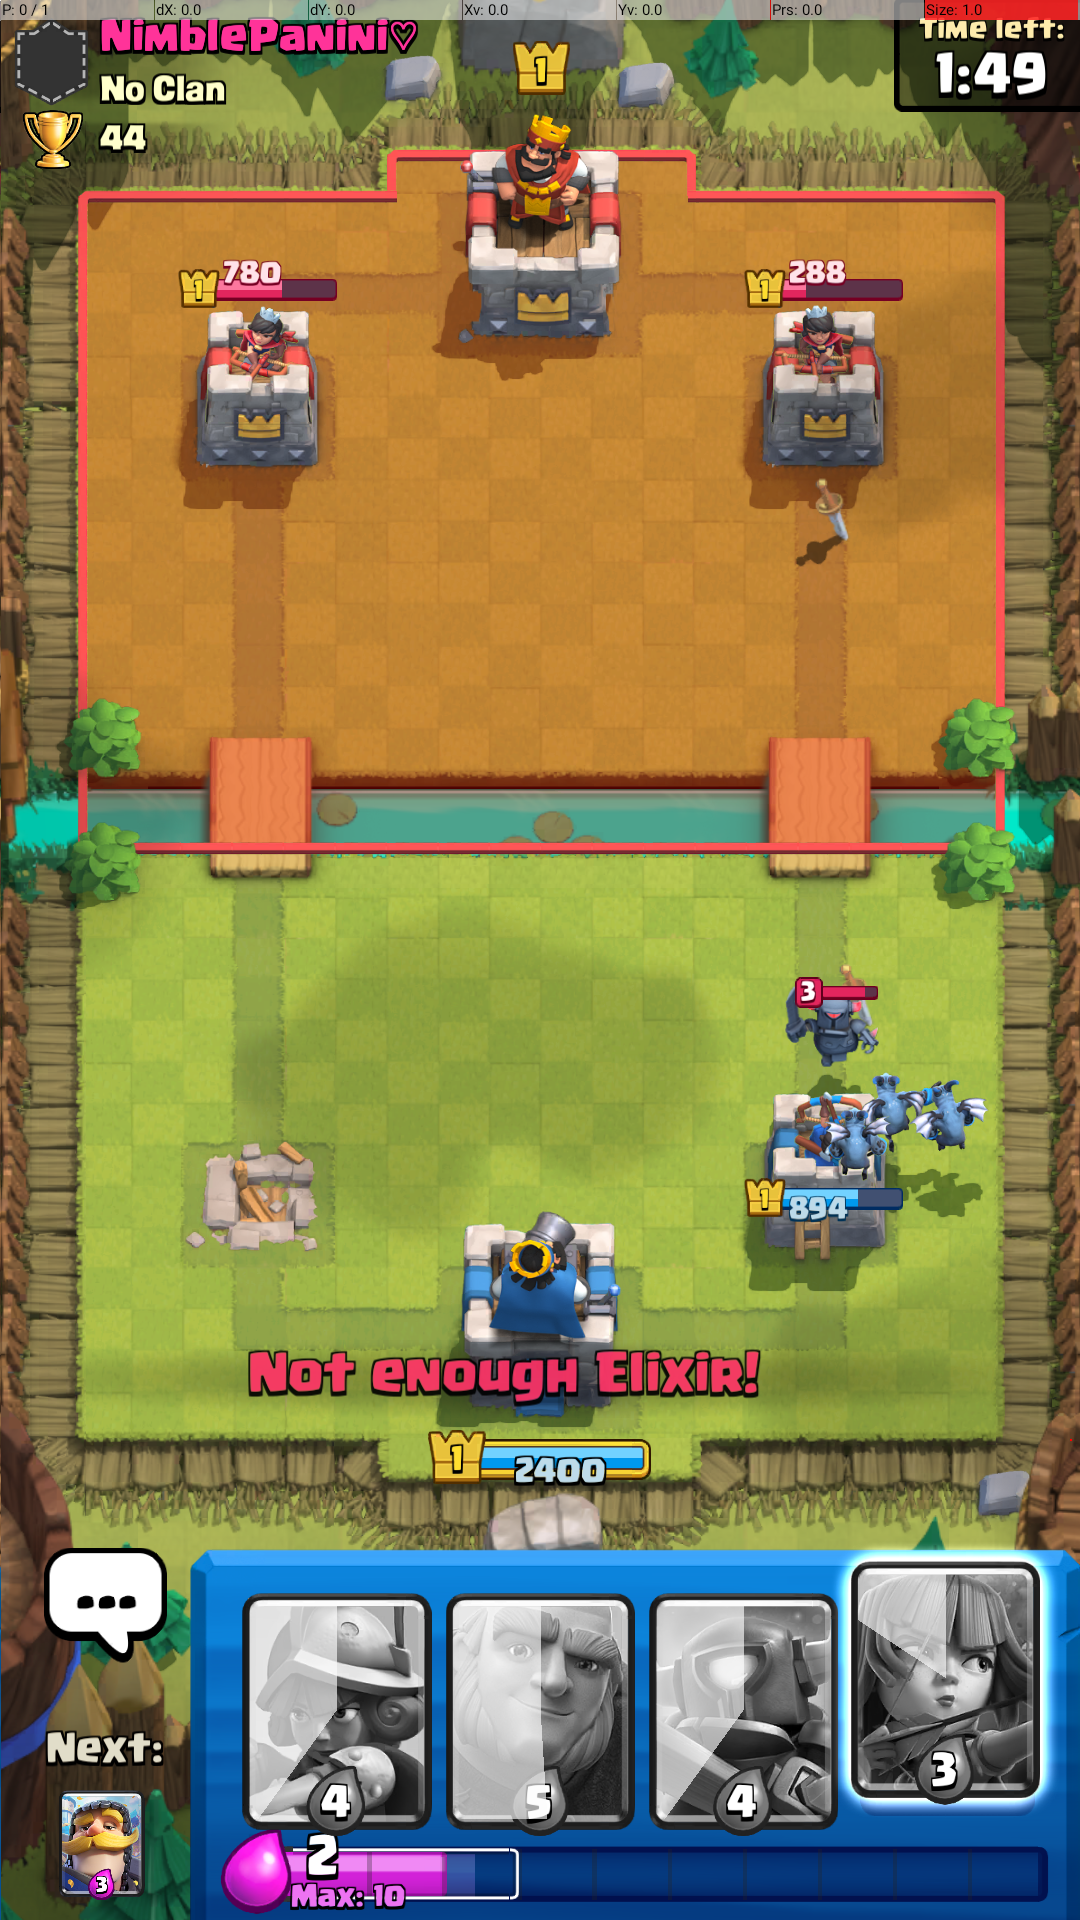 P: 0 / 1 dX: 0.0 dY: 0.0 Xv: 0.0 Yv: 0.0 Prs: 0.0 Size: 1.0
NimblePanini♡
No Clan
44
1
Time left:
1:49
1 780
1 288
3
1 894
Not enough Elixir!
1 2400
...
Next:
3
4
5
4
3
2
Max: 10